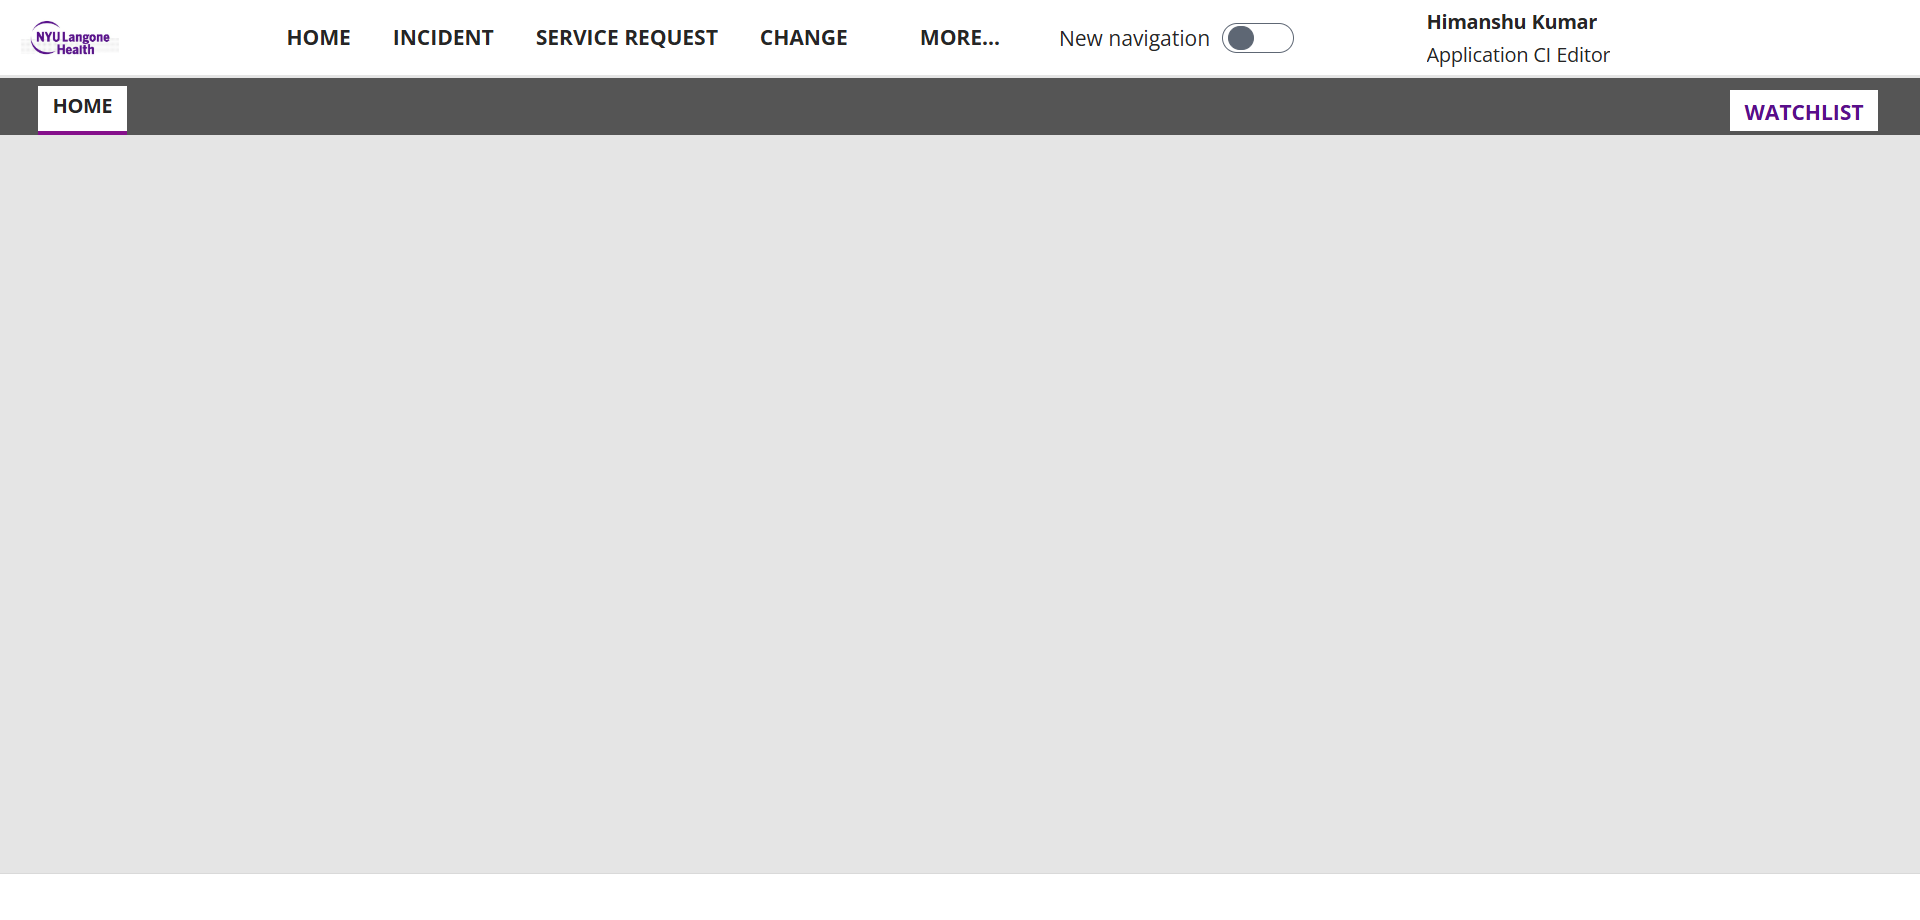 NYU Langone
Health
HOME
INCIDENT
SERVICE REQUEST
CHANGE
MORE...
New navigation
Himanshu Kumar
Application CI Editor
HOME
WATCHLIST